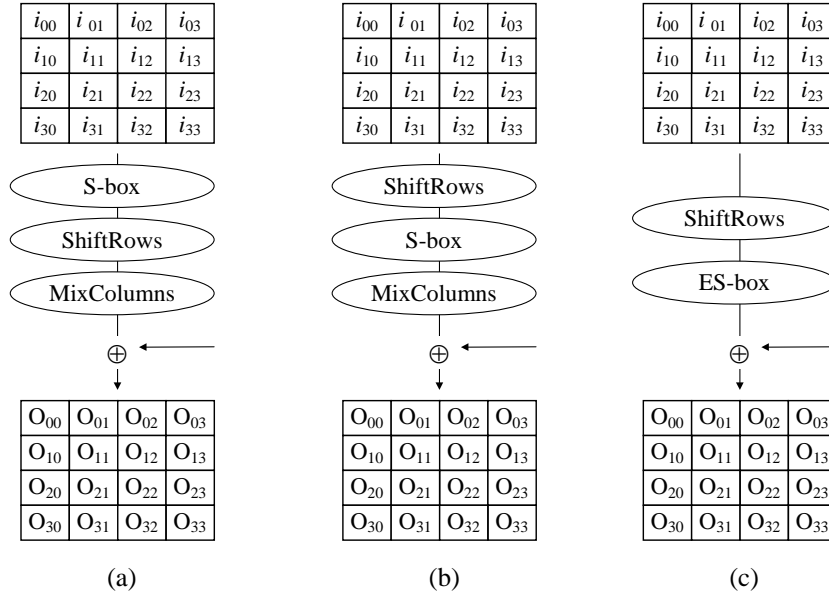 i00 i 01 i02 i03
i10 i11 i12 i13
i20 i21 i22 i23
i30 i31 i32 i33
S-box
ShiftRows
MixColumns
⊕
O00 O01 O02 O03
O10 O11 O12 O13
O20 O21 O22 O23
O30 O31 O32 O33
(a)
i00 i 01 i02 i03
i10 i11 i12 i13
i20 i21 i22 i23
i30 i31 i32 i33
ShiftRows
S-box
MixColumns
⊕
O00 O01 O02 O03
O10 O11 O12 O13
O20 O21 O22 O23
O30 O31 O32 O33
(b)
i00 i 01 i02 i03
i10 i11 i12 i13
i20 i21 i22 i23
i30 i31 i32 i33
ShiftRows
ES-box
⊕
O00 O01 O02 O03
O10 O11 O12 O13
O20 O21 O22 O23
O30 O31 O32 O33
(c)